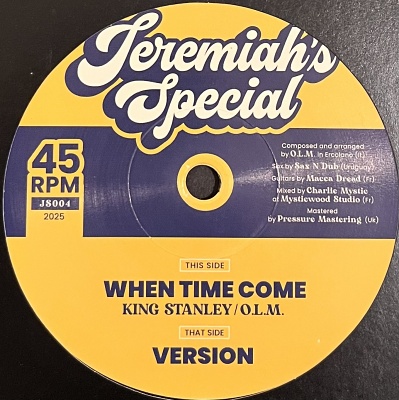 Jeremiah's
Special
45
RPM
JS004
2025
Composed and arranged
by O.L.M. in Ercolano (It)
Sax by Sax N Dub (Uruguay)
Guitars by Macca Dread (Fr)
Mixed by Charlie Mystic
at Mysticwood Studio (Fr)
Mastered
by Pressure Mastering (Uk)
THIS SIDE
WHEN TIME COME
KING STANLEY / O.L.M.
THAT SIDE
VERSION